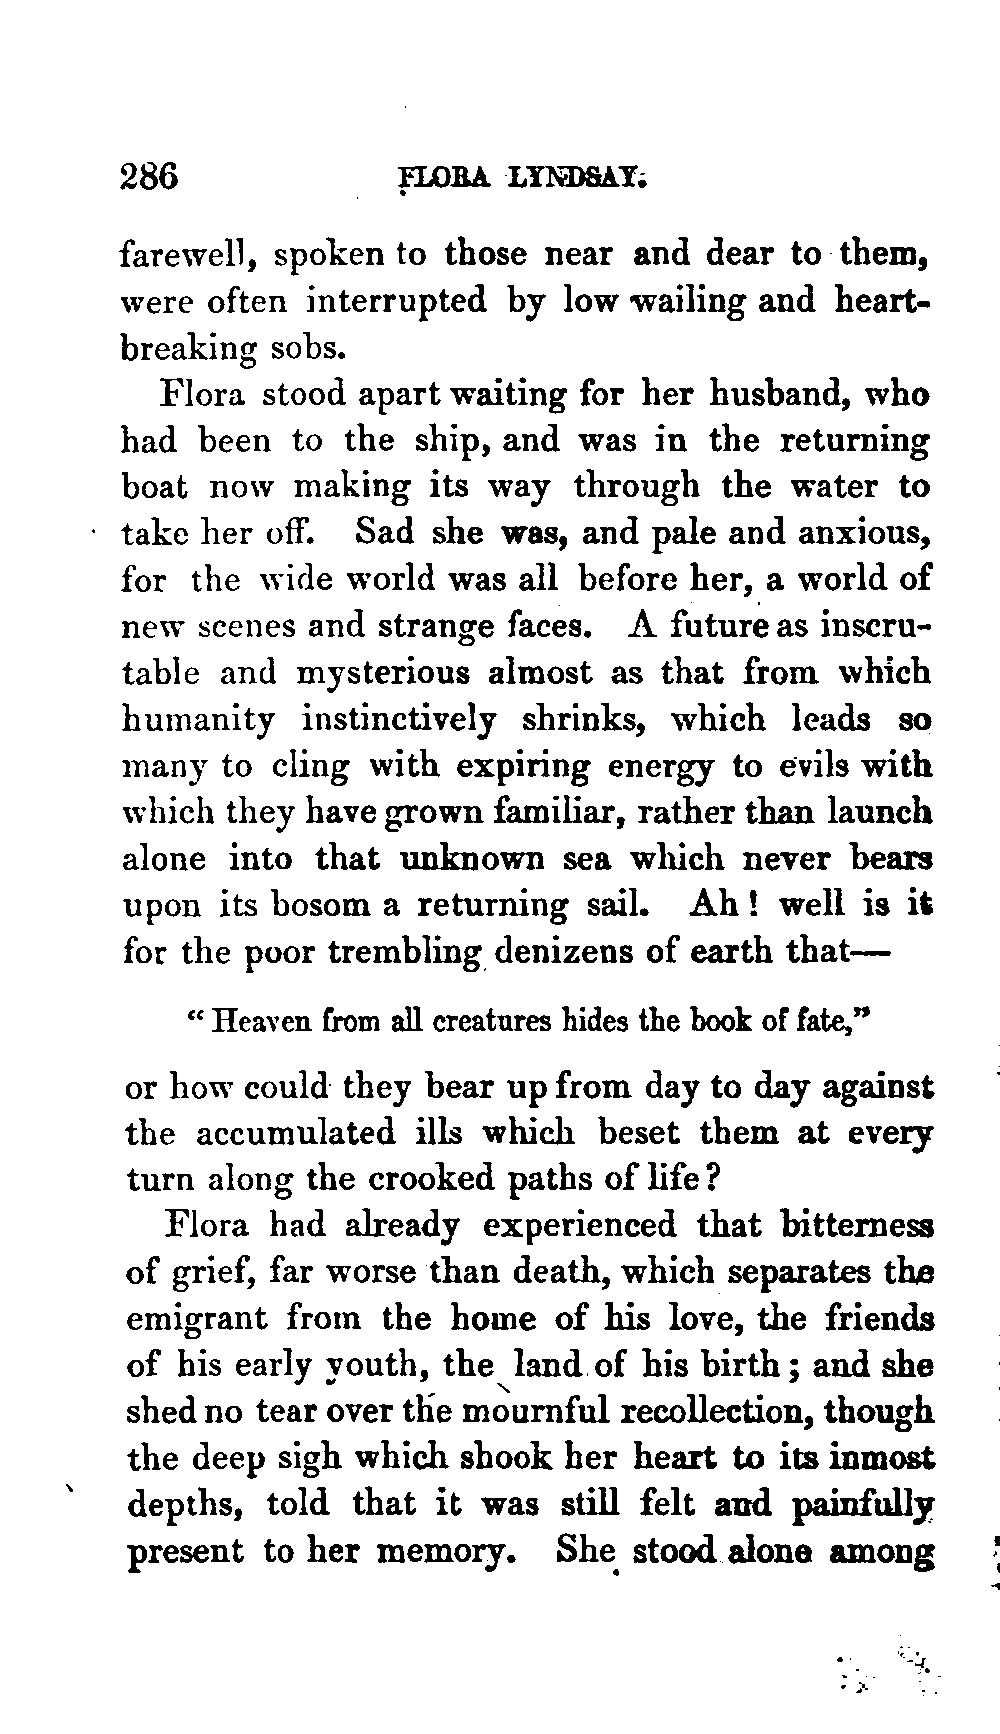 286 FLORA LYNDSAY.
farewell, spoken to those near and dear to them,
were often interrupted by low wailing and heart-
breaking sobs.
Flora stood apart waiting for her husband, who
had been to the ship, and was in the returning
boat now making its way through the water to
take her off. Sad she was, and pale and anxious,
for the wide world was all before her, a world of
new scenes and strange faces. A future as inscru-
table and mysterious almost as that from which
humanity instinctively shrinks, which leads so
many to cling with expiring energy to evils with
which they have grown familiar, rather than launch
alone into that unknown sea which never bears
upon its bosom a returning sail. Ah! well is it
for the poor trembling denizens of earth that—
“Heaven from all creatures hides the book of fate,”
or how could they bear up from day to day against
the accumulated ills which beset them at every
turn along the crooked paths of life?
Flora had already experienced that bitterness
of grief, far worse than death, which separates the
emigrant from the home of his love, the friends
of his early youth, the land of his birth; and she
shed no tear over the mournful recollection, though
the deep sigh which shook her heart to its inmost
depths, told that it was still felt and painfully
present to her memory. She stood alone among